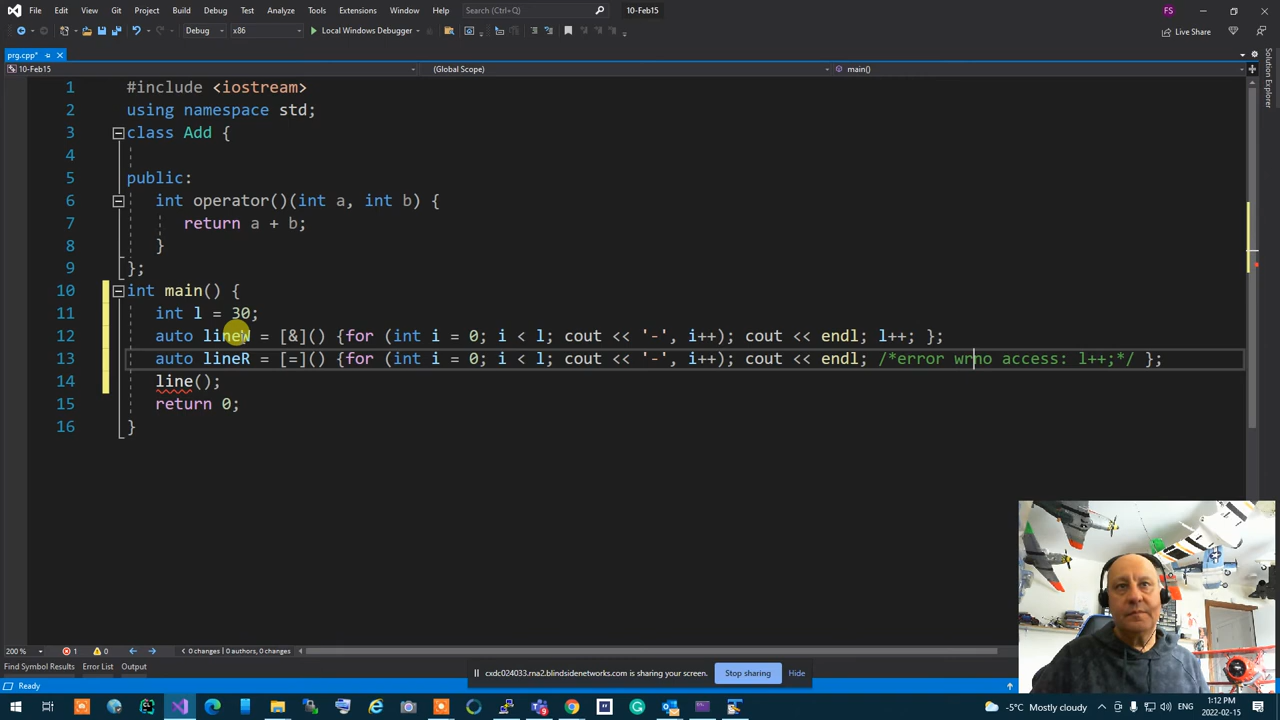 File Edit View Git Project Build Debug Test Analyze Tools Extensions Window Help Search (Ctrl+Q) 10-Feb15 FS
Debug x86 Local Windows Debugger Live Share
prg.cpp*
10-Feb15 (Global Scope) main()
Solution Explorer
1 #include <iostream>
2 using namespace std;
3 class Add {
4
5 public:
6 int operator()(int a, int b) {
7 return a + b;
8 }
9 };
10 int main() {
11 int l = 30;
12 auto lineW = [&]() {for (int i = 0; i < l; cout << '-', i++); cout << endl; l++; };
13 auto lineR = [=]() {for (int i = 0; i < l; cout << '-', i++); cout << endl; /*error wrno access: l++;*/ };
14 line();
15 return 0;
16 }
200 % 1 0 0 changes | 0 authors, 0 changes
Find Symbol Results Error List Output
cxdc024033.rna2.blindsidenetworks.com is sharing your screen. Stop sharing Hide
Ready
-5°C Mostly cloudy ENG 1:12 PM
2022-02-15